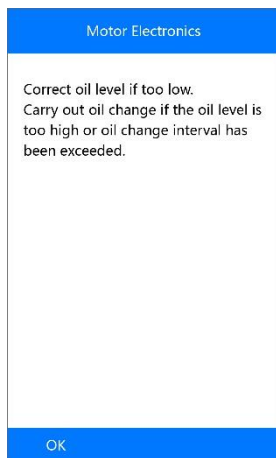 Motor Electronics
Correct oil level if too low.
Carry out oil change if the oil level is
too high or oil change interval has
been exceeded.
OK